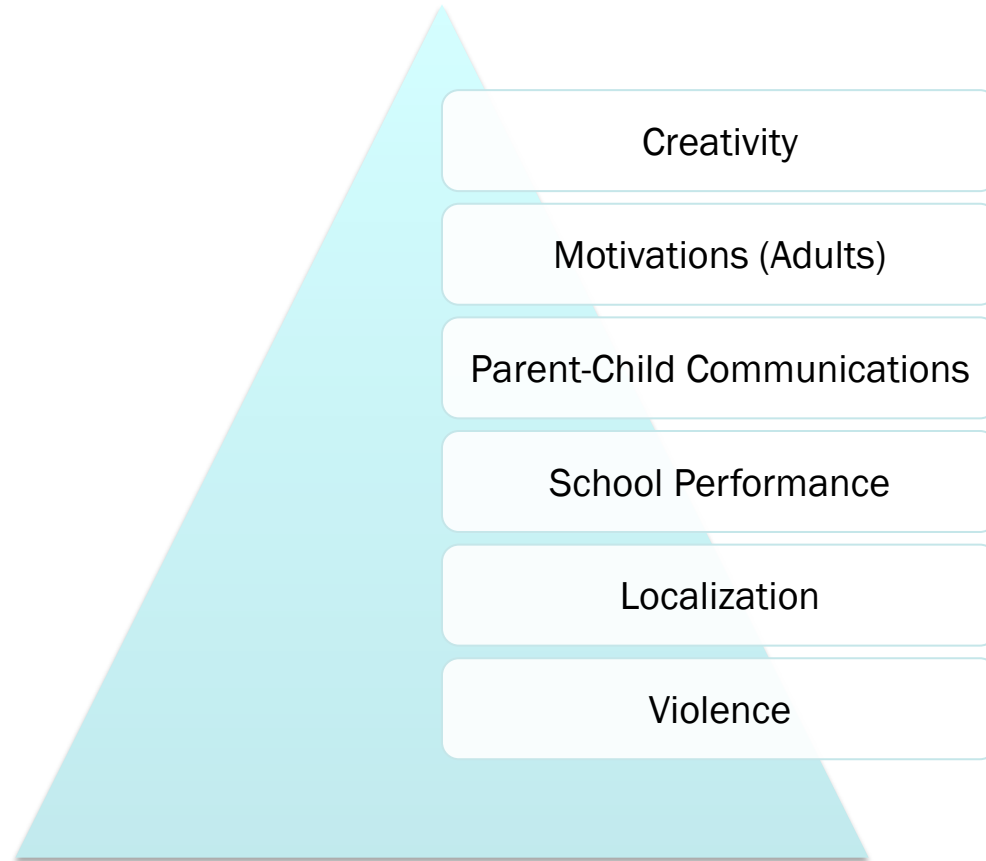 Creativity
Motivations (Adults)
Parent-Child Communications
School Performance
Localization
Violence